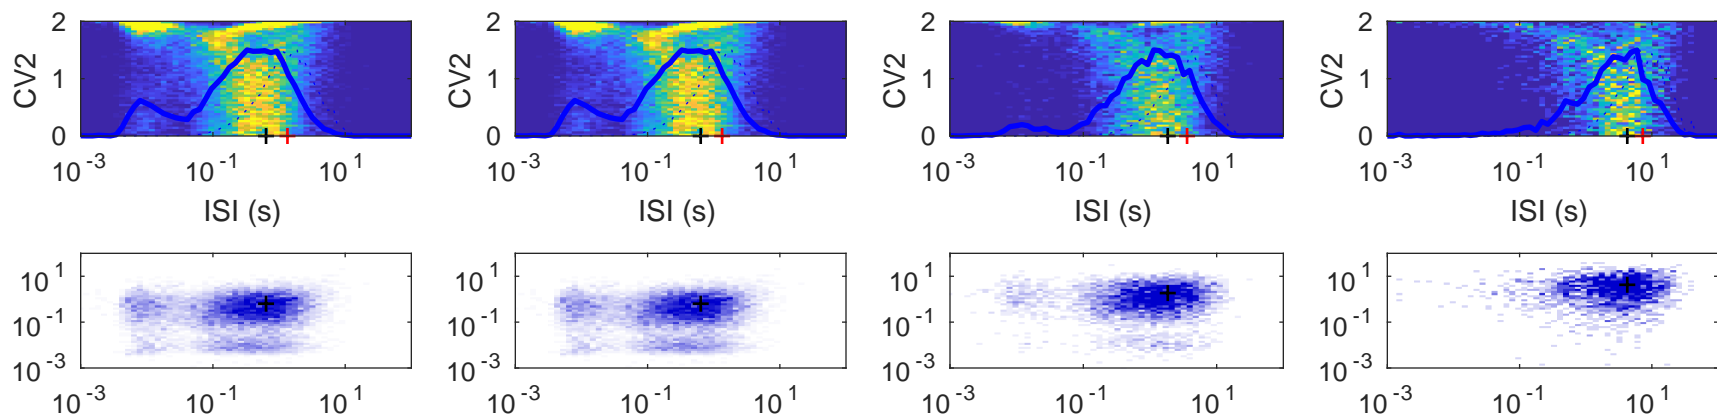 2 2 2 2
CV2 CV2 CV2 CV2
1 1 1 1
0 0 0 0
10^-3 10^-1 10^1 10^-3 10^-1 10^1 10^-3 10^-1 10^1 10^-3 10^-1 10^1
ISI (s) ISI (s) ISI (s) ISI (s)
10^1 10^1 10^1 10^1
10^-1 10^-1 10^-1 10^-1
10^-3 10^-3 10^-3 10^-3
10^-3 10^-1 10^1 10^-3 10^-1 10^1 10^-3 10^-1 10^1 10^-3 10^-1 10^1